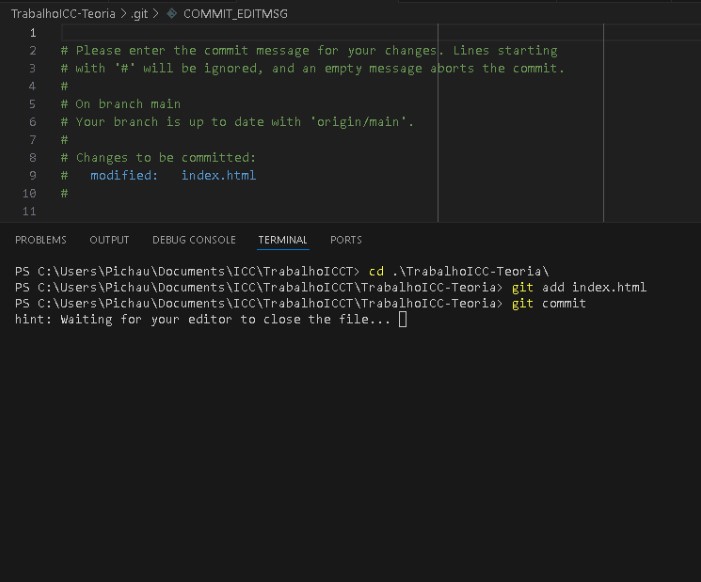 TrabalhoICC-Teoria > .git > COMMIT_EDITMSG
1
2 # Please enter the commit message for your changes. Lines starting
3 # with '#' will be ignored, and an empty message aborts the commit.
4 #
5 # On branch main
6 # Your branch is up to date with 'origin/main'.
7 #
8 # Changes to be committed:
9 # modified: index.html
10 #
11
PROBLEMS OUTPUT DEBUG CONSOLE TERMINAL PORTS
PS C:\Users\Pichau\Documents\ICC\TrabalhoICCT> cd .\TrabalhoICC-Teoria\
PS C:\Users\Pichau\Documents\ICC\TrabalhoICCT\TrabalhoICC-Teoria> git add index.html
PS C:\Users\Pichau\Documents\ICC\TrabalhoICCT\TrabalhoICC-Teoria> git commit
hint: Waiting for your editor to close the file...